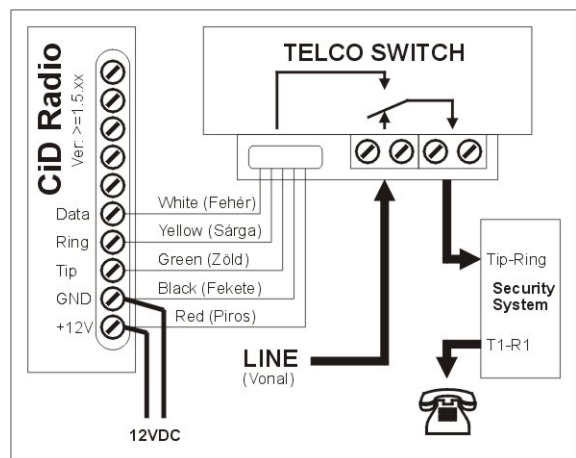 CiD Radio
Ver: >=1.5.xx
Data
Ring
Tip
GND
+12V
12VDC
TELCO SWITCH
White (Fehér)
Yellow (Sárga)
Green (Zöld)
Black (Fekete)
Red (Piros)
LINE
(Vonal)
Tip-Ring
Security
System
T1-R1